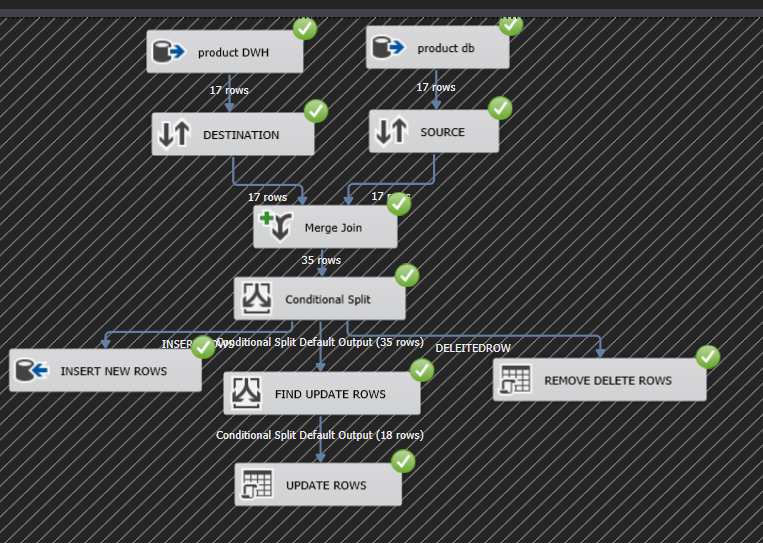 product DWH
product db
17 rows
17 rows
DESTINATION
SOURCE
17 rows
17
Merge Join
35 rows
Conditional Split
Conditional Split Default Output (35 rows)
DELEITEDROW
INSERT NEW ROWS
REMOVE DELETE ROWS
FIND UPDATE ROWS
Conditional Split Default Output (18 rows)
UPDATE ROWS